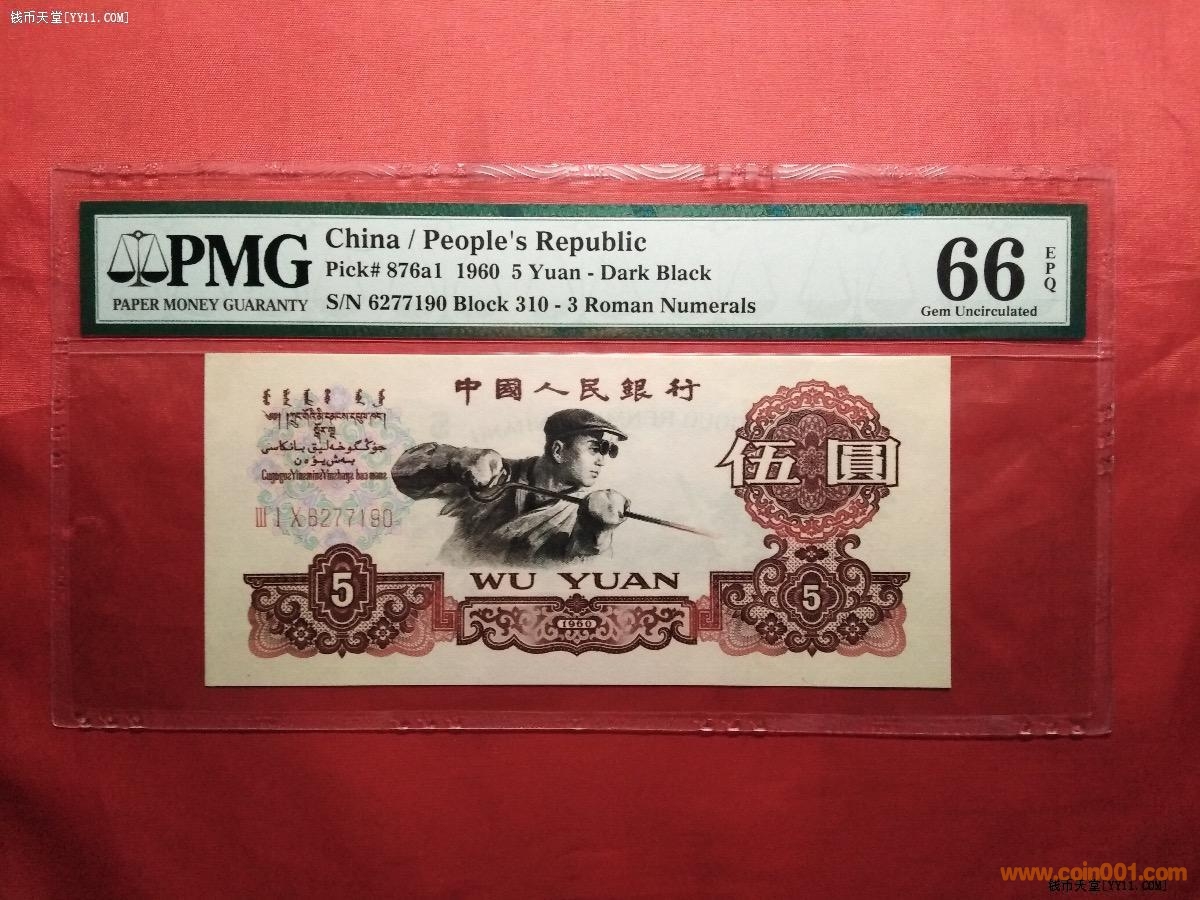 钱币天堂[YY11.COM]
PMG
PAPER MONEY GUARANTY
China / People's Republic
Pick# 876a1 1960 5 Yuan - Dark Black
S/N 6277190 Block 310 - 3 Roman Numerals
66
EPQ
Gem Uncirculated
中國人民銀行
伍圓
III I X 6277190
5
WU YUAN
1960
5
www.coin001.com
钱币天堂[YY11.COM]